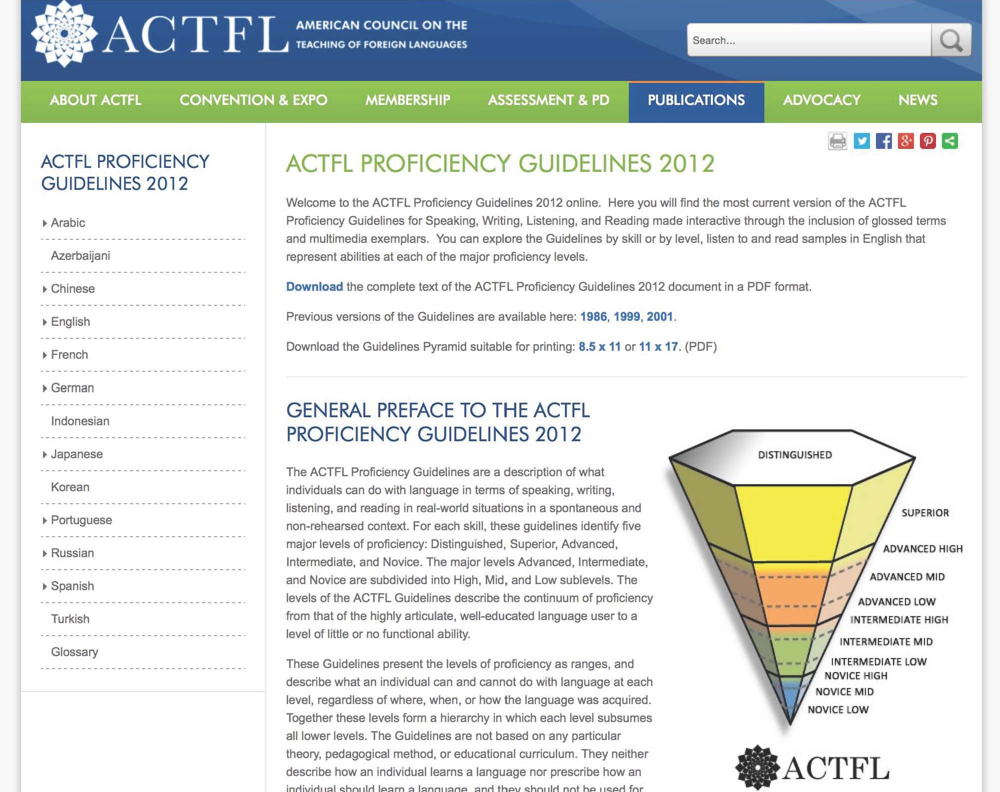 ACTFL
AMERICAN COUNCIL ON THE
TEACHING OF FOREIGN LANGUAGES
Search...
ABOUT ACTFL
CONVENTION & EXPO
MEMBERSHIP
ASSESSMENT & PD
PUBLICATIONS
ADVOCACY
NEWS
ACTFL PROFICIENCY
GUIDELINES 2012
Arabic
Azerbaijani
Chinese
English
French
German
Indonesian
Japanese
Korean
Portuguese
Russian
Spanish
Turkish
Glossary
ACTFL PROFICIENCY GUIDELINES 2012
Welcome to the ACTFL Proficiency Guidelines 2012 online.  Here you will find the most current version of the ACTFL
Proficiency Guidelines for Speaking, Writing, Listening, and Reading made interactive through the inclusion of glossed terms
and multimedia exemplars.  You can explore the Guidelines by skill or by level, listen to and read samples in English that
represent abilities at each of the major proficiency levels.
Download the complete text of the ACTFL Proficiency Guidelines 2012 document in a PDF format.
Previous versions of the Guidelines are available here: 1986, 1999, 2001.
Download the Guidelines Pyramid suitable for printing: 8.5 x 11 or 11 x 17. (PDF)
GENERAL PREFACE TO THE ACTFL
PROFICIENCY GUIDELINES 2012
The ACTFL Proficiency Guidelines are a description of what
individuals can do with language in terms of speaking, writing,
listening, and reading in real-world situations in a spontaneous and
non-rehearsed context. For each skill, these guidelines identify five
major levels of proficiency: Distinguished, Superior, Advanced,
Intermediate, and Novice. The major levels Advanced, Intermediate,
and Novice are subdivided into High, Mid, and Low sublevels. The
levels of the ACTFL Guidelines describe the continuum of proficiency
from that of the highly articulate, well-educated language user to a
level of little or no functional ability.
These Guidelines present the levels of proficiency as ranges, and
describe what an individual can and cannot do with language at each
level, regardless of where, when, or how the language was acquired.
Together these levels form a hierarchy in which each level subsumes
all lower levels. The Guidelines are not based on any particular
theory, pedagogical method, or educational curriculum. They neither
describe how an individual learns a language nor prescribe how an
individual should learn a language, and they should not be used for
DISTINGUISHED
SUPERIOR
ADVANCED HIGH
ADVANCED MID
ADVANCED LOW
INTERMEDIATE HIGH
INTERMEDIATE MID
INTERMEDIATE LOW
NOVICE HIGH
NOVICE MID
NOVICE LOW
ACTFL